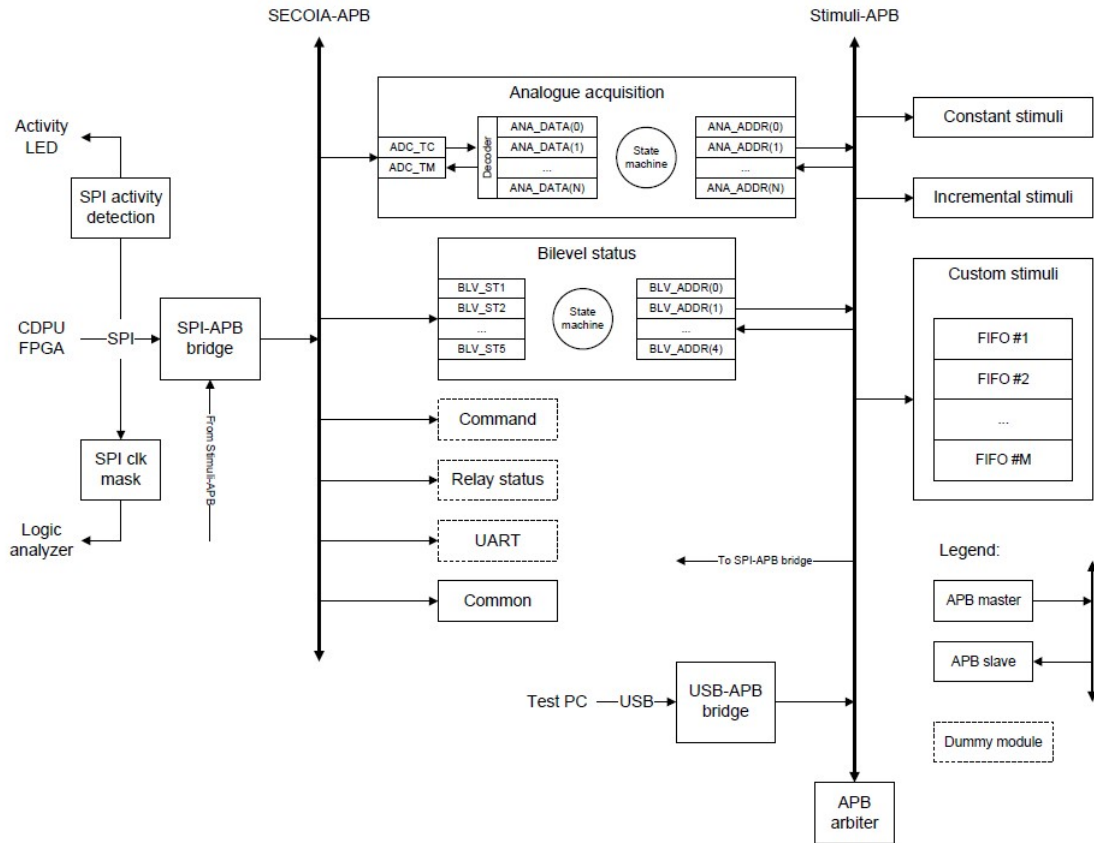 SECOIA-APB
Stimuli-APB
Analogue acquisition
ADC_TC
ADC_TM
Decoder
ANA_DATA(0)
ANA_DATA(1)
...
ANA_DATA(N)
State
machine
ANA_ADDR(0)
ANA_ADDR(1)
...
ANA_ADDR(N)
Constant stimuli
Incremental stimuli
Activity
LED
SPI activity
detection
Bilevel status
BLV_ST1
BLV_ST2
...
BLV_ST5
State
machine
BLV_ADDR(0)
BLV_ADDR(1)
...
BLV_ADDR(4)
Custom stimuli
FIFO #1
FIFO #2
...
FIFO #M
CDPU
FPGA
SPI
SPI-APB
bridge
From Stimuli-APB
SPI clk
mask
Logic
analyzer
Command
Relay status
UART
Common
To SPI-APB bridge
Test PC
USB
USB-APB
bridge
APB
arbiter
Legend:
APB master
APB slave
Dummy module